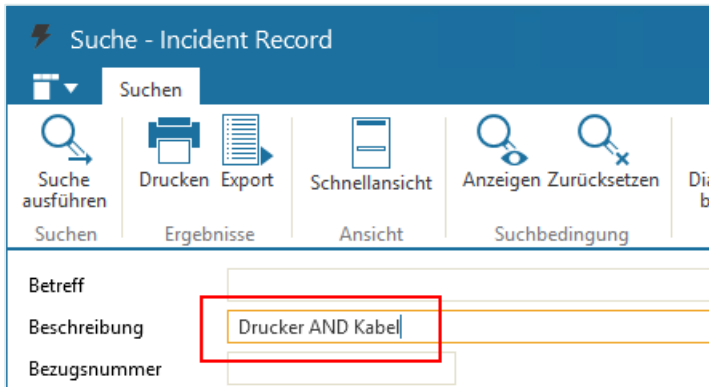 Suche - Incident Record
Suchen
Suche ausführen
Drucken
Export
Schnellansicht
Anzeigen
Zurücksetzen
Suchen
Ergebnisse
Ansicht
Suchbedingung
Betreff
Beschreibung
Drucker AND Kabel
Bezugsnummer